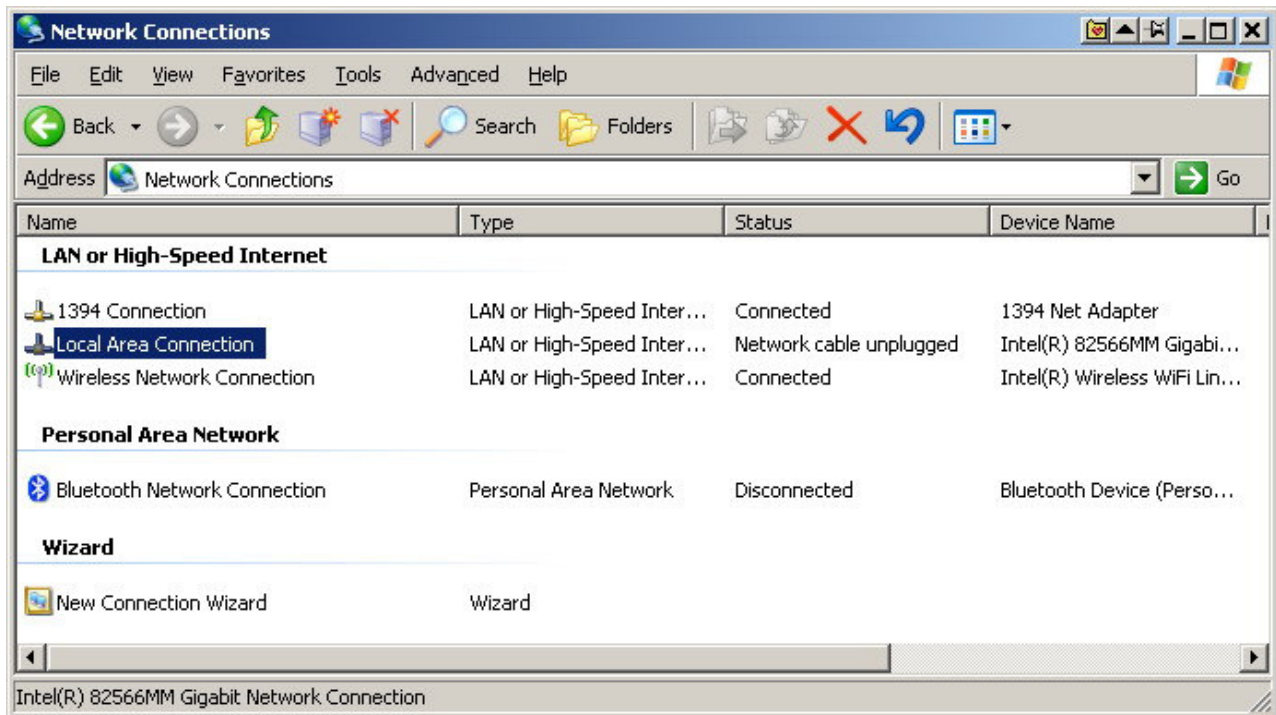 Network Connections
File Edit View Favorites Tools Advanced Help
Back Search Folders
Address Network Connections Go
Name Type Status Device Name
LAN or High-Speed Internet
1394 Connection LAN or High-Speed Inter... Connected 1394 Net Adapter
Local Area Connection LAN or High-Speed Inter... Network cable unplugged Intel(R) 82566MM Gigabi...
Wireless Network Connection LAN or High-Speed Inter... Connected Intel(R) Wireless WiFi Lin...
Personal Area Network
Bluetooth Network Connection Personal Area Network Disconnected Bluetooth Device (Perso...
Wizard
New Connection Wizard Wizard
Intel(R) 82566MM Gigabit Network Connection